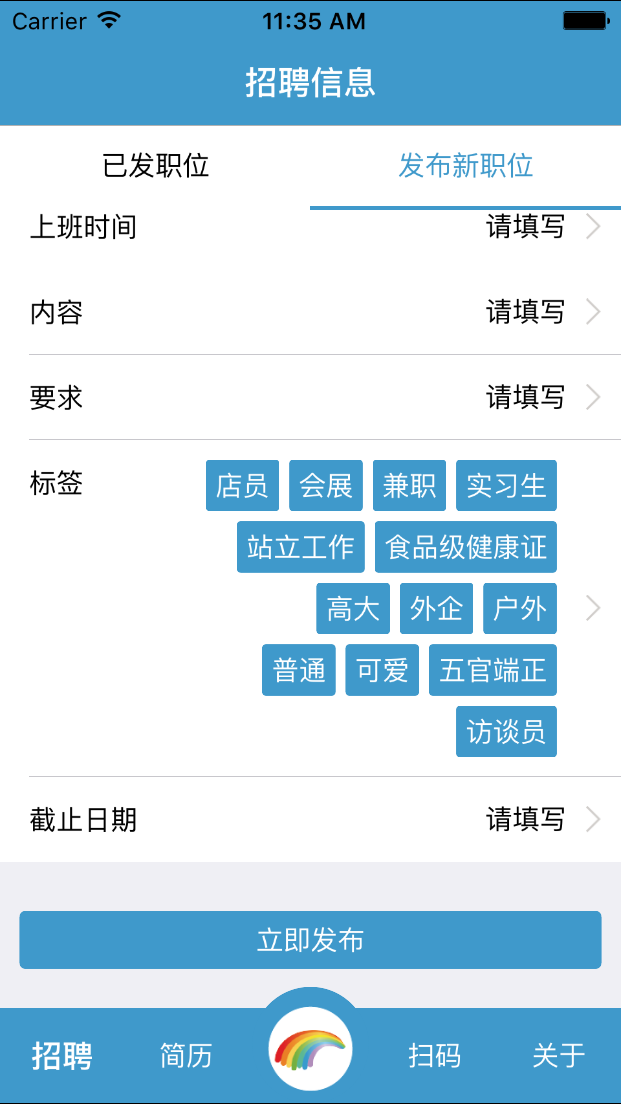 Carrier 11:35 AM
招聘信息
已发职位 发布新职位
上班时间 请填写
内容 请填写
要求 请填写
标签 店员 会展 兼职 实习生
站立工作 食品级健康证
高大 外企 户外
普通 可爱 五官端正
访谈员
截止日期 请填写
立即发布
招聘 简历 扫码 关于